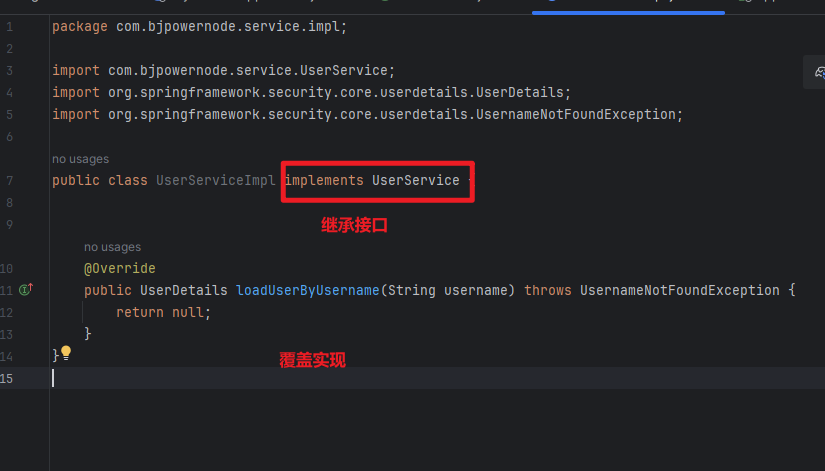 1 package com.bjpowernode.service.impl;
2
3 import com.bjpowernode.service.UserService;
4 import org.springframework.security.core.userdetails.UserDetails;
5 import org.springframework.security.core.userdetails.UsernameNotFoundException;
6
no usages
7 public class UserServiceImpl implements UserService {
8
继承接口
9
no usages
10 @Override
11 public UserDetails loadUserByUsername(String username) throws UsernameNotFoundException {
12 return null;
13 }
14 }
覆盖实现
15